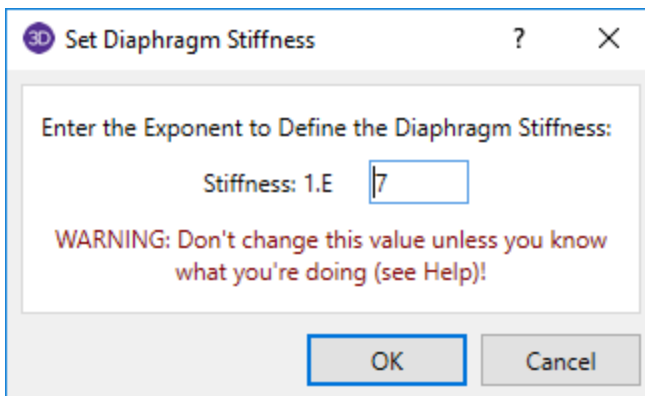 3D Set Diaphragm Stiffness ?
Enter the Exponent to Define the Diaphragm Stiffness:
Stiffness: 1.E 7
WARNING: Don't change this value unless you know
what you're doing (see Help)!
OK Cancel